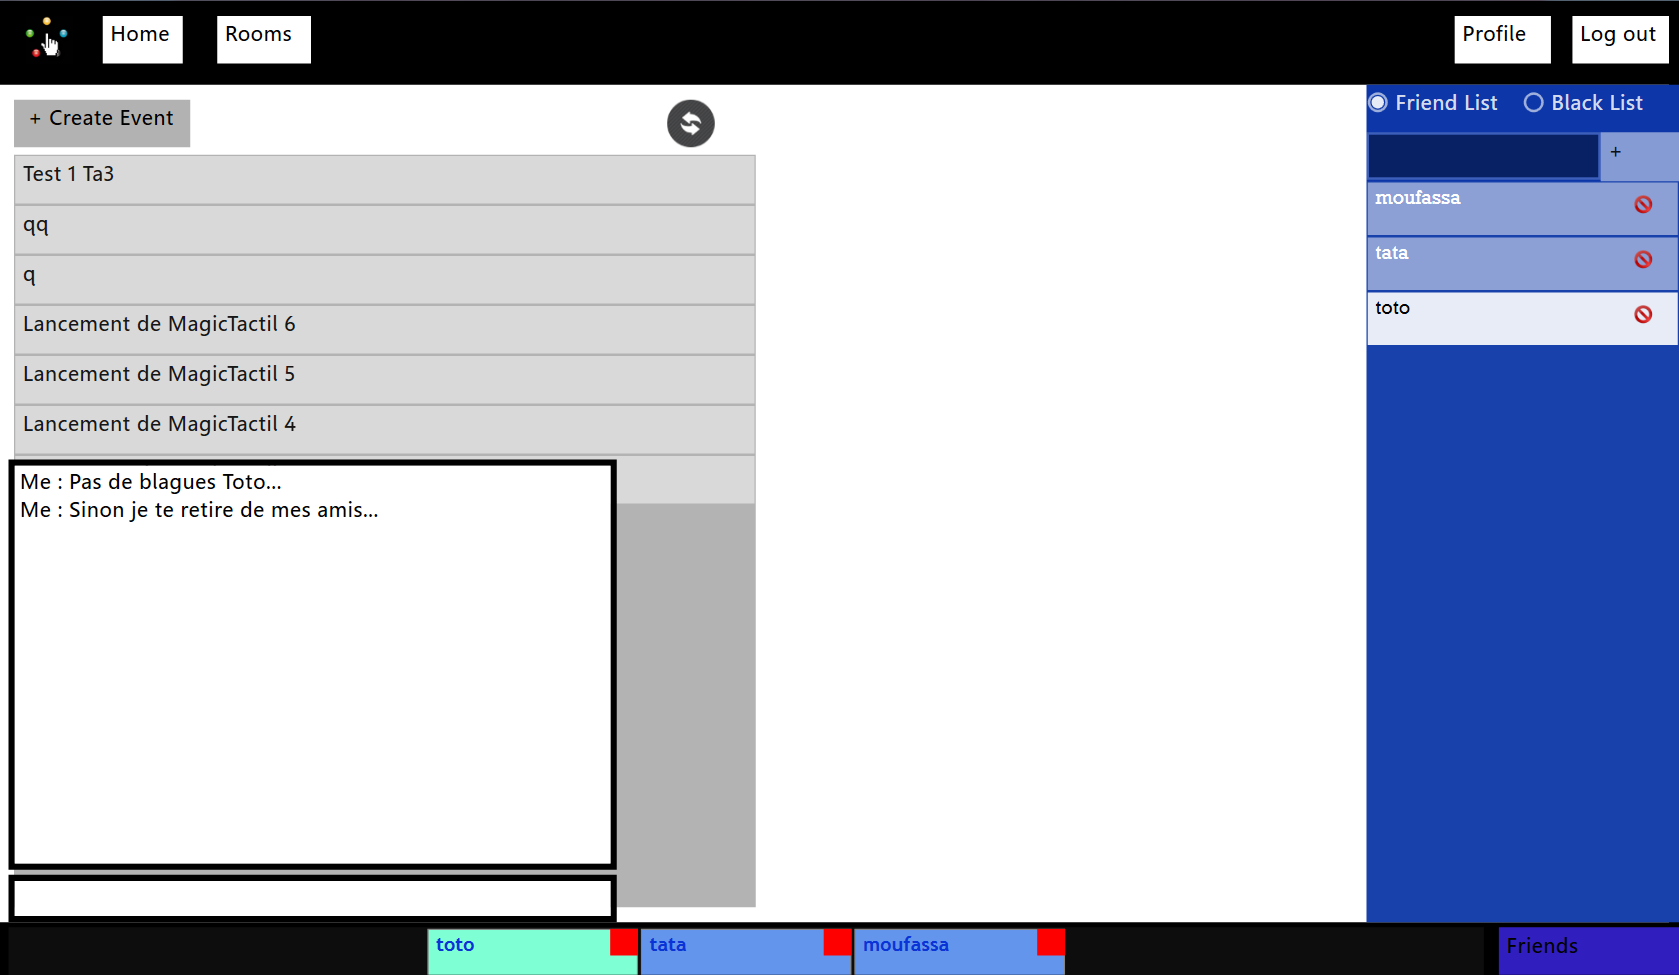 Home
Rooms
Profile
Log out
+ Create Event
Test 1 Ta3
qq
q
Lancement de MagicTactil 6
Lancement de MagicTactil 5
Lancement de MagicTactil 4
Me : Pas de blagues Toto...
Me : Sinon je te retire de mes amis...
Friend List
Black List
+
moufassa
tata
toto
toto
tata
moufassa
Friends